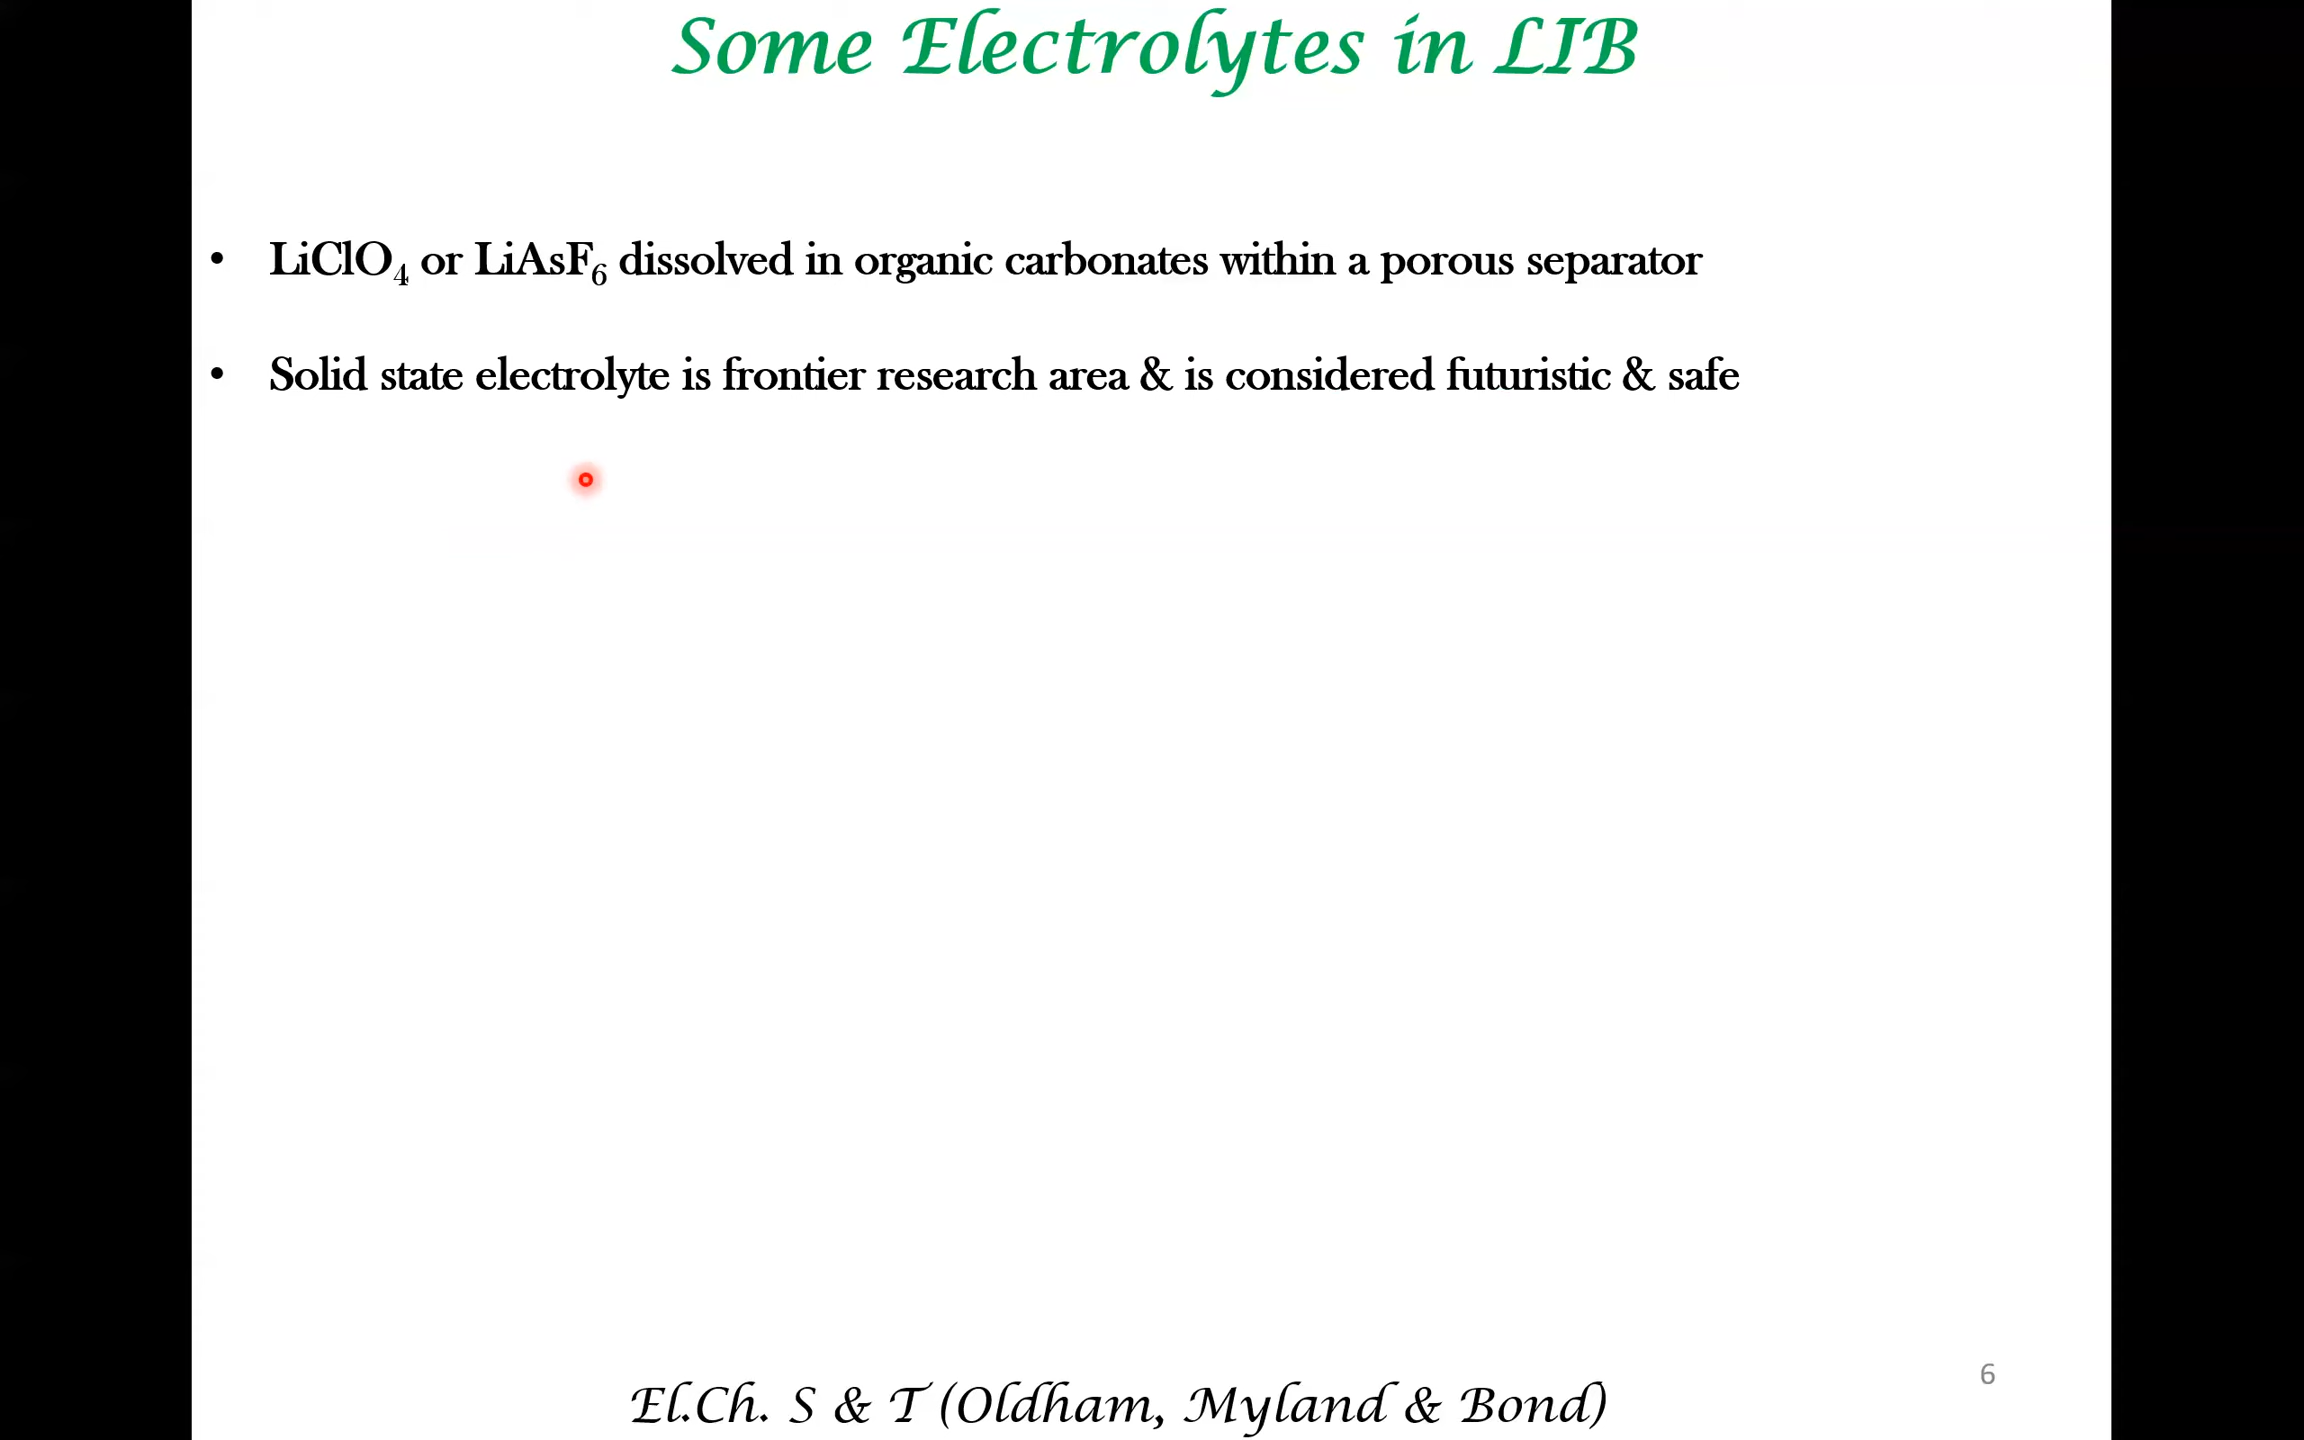 Some Electrolytes in LIB
• LiClO₄ or LiAsF₆ dissolved in organic carbonates within a porous separator
• Solid state electrolyte is frontier research area & is considered futuristic & safe
6
El.Ch. S & T (Oldham, Myland & Bond)